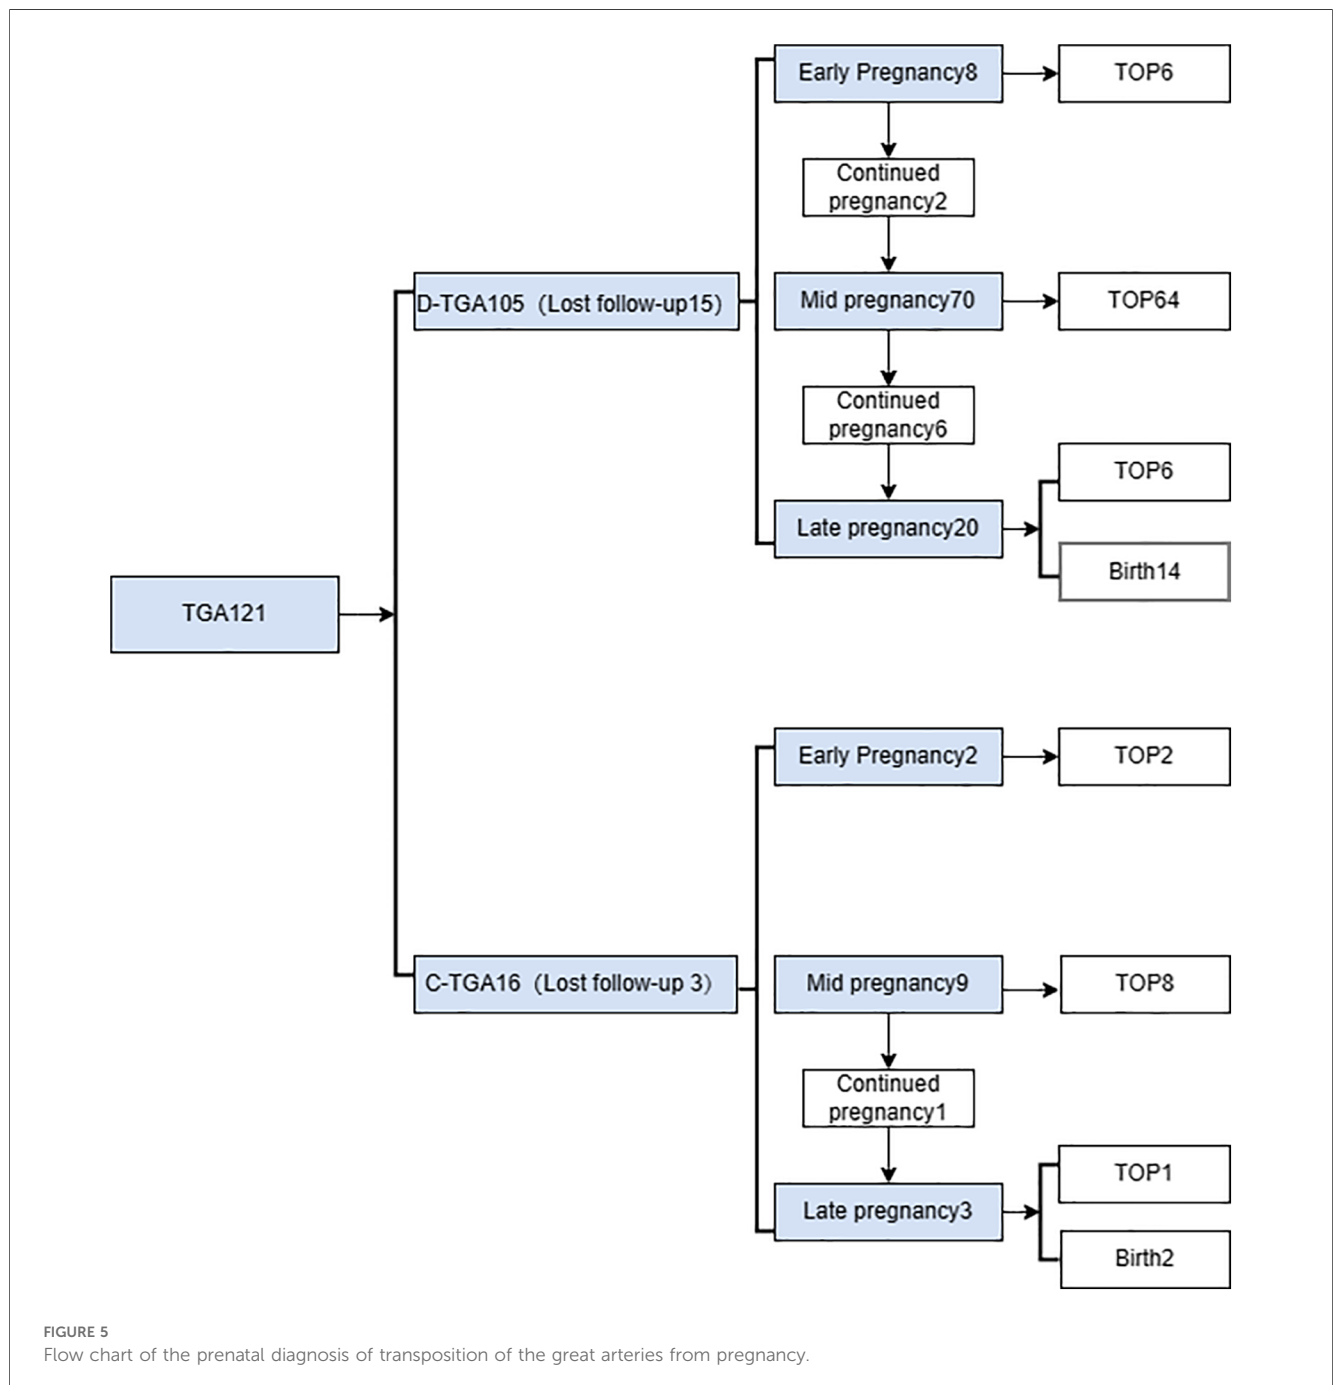 Early Pregnancy8
TOP6
Continued
pregnancy2
D-TGA105 (Lost follow-up15)
Mid pregnancy70
TOP64
Continued
pregnancy6
Late pregnancy20
TOP6
Birth14
TGA121
Early Pregnancy2
TOP2
C-TGA16 (Lost follow-up 3)
Mid pregnancy9
TOP8
Continued
pregnancy1
Late pregnancy3
TOP1
Birth2
FIGURE 5
Flow chart of the prenatal diagnosis of transposition of the great arteries from pregnancy.